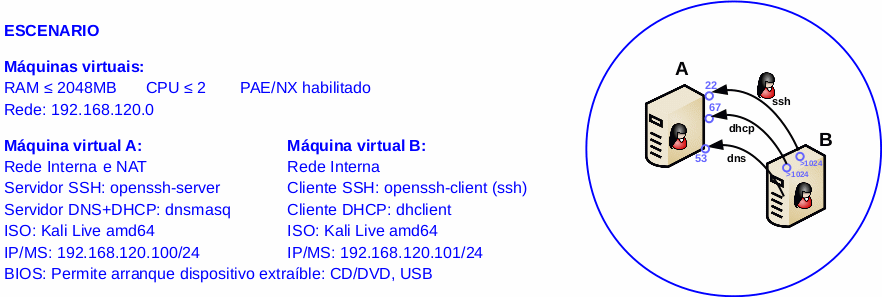 ESCENARIO
Máquinas virtuais:
RAM ≤ 2048MB CPU ≤ 2 PAE/NX habilitado
Rede: 192.168.120.0
Máquina virtual A:
Rede Interna e NAT
Servidor SSH: openssh-server
Servidor DNS+DHCP: dnsmasq
ISO: Kali Live amd64
IP/MS: 192.168.120.100/24
Máquina virtual B:
Rede Interna
Cliente SSH: openssh-client (ssh)
Cliente DHCP: dhclient
ISO: Kali Live amd64
IP/MS: 192.168.120.101/24
BIOS: Permite arranque dispositivo extraíble: CD/DVD, USB
A
22
ssh
67
dhcp
B
53
dns
>1024
>1024